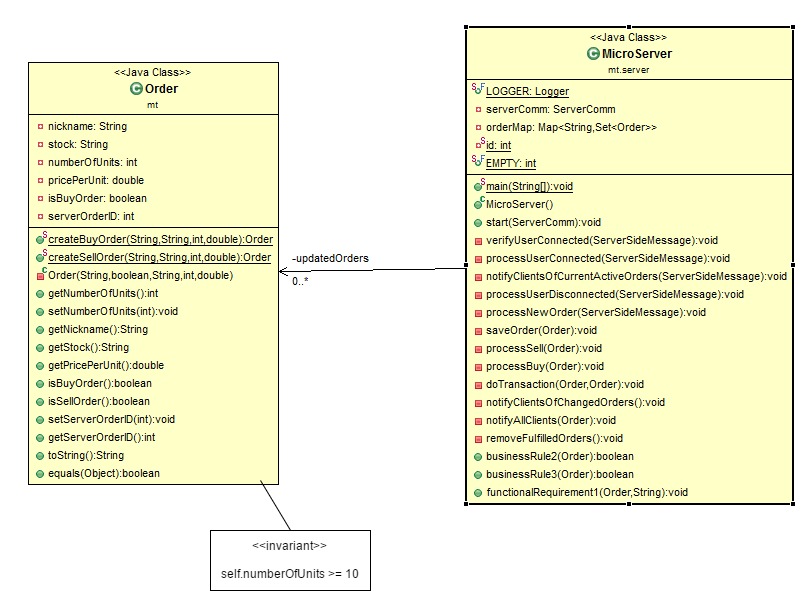 <<Java Class>>
Order
mt
nickname: String
stock: String
numberOfUnits: int
pricePerUnit: double
isBuyOrder: boolean
serverOrderID: int
createBuyOrder(String,String,int,double):Order
createSellOrder(String,String,int,double):Order
Order(String,boolean,String,int,double)
getNumberOfUnits():int
setNumberOfUnits(int):void
getNickname():String
getStock():String
getPricePerUnit():double
isBuyOrder():boolean
isSellOrder():boolean
setServerOrderID(int):void
getServerOrderID():int
toString():String
equals(Object):boolean
-updatedOrders
0..*
<<Java Class>>
MicroServer
mt.server
LOGGER: Logger
serverComm: ServerComm
orderMap: Map<String,Set<Order>>
id: int
EMPTY: int
main(String[]):void
MicroServer()
start(ServerComm):void
verifyUserConnected(ServerSideMessage):void
processUserConnected(ServerSideMessage):void
notifyClientsOfCurrentActiveOrders(ServerSideMessage):void
processUserDisconnected(ServerSideMessage):void
processNewOrder(ServerSideMessage):void
saveOrder(Order):void
processSell(Order):void
processBuy(Order):void
doTransaction(Order,Order):void
notifyClientsOfChangedOrders():void
notifyAllClients(Order):void
removeFulfilledOrders():void
businessRule2(Order):boolean
businessRule3(Order):boolean
functionalRequirement1(Order,String):void
<<invariant>>
self.numberOfUnits >= 10